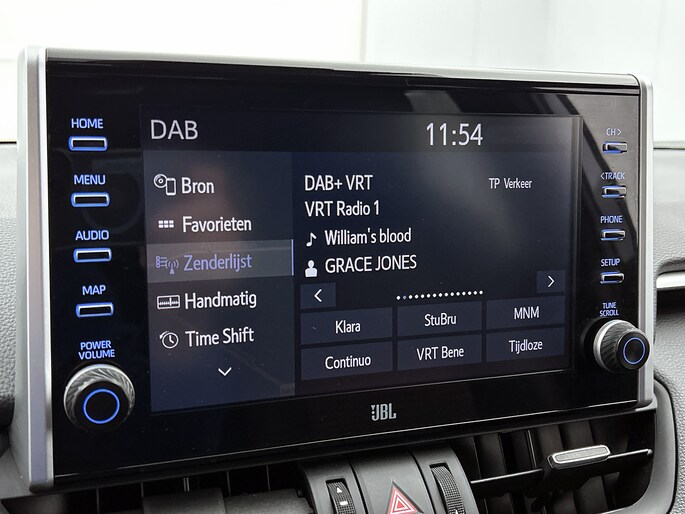 HOME
MENU
AUDIO
MAP
POWER
VOLUME
DAB
11:54
Bron
Favorieten
Zenderlijst
Handmatig
Time Shift
DAB+ VRT
TP Verkeer
VRT Radio 1
William's blood
GRACE JONES
Klara
StuBru
MNM
Continuo
VRT Bene
Tijdloze
CH >
< TRACK
PHONE
SETUP
TUNE
SCROLL
JBL